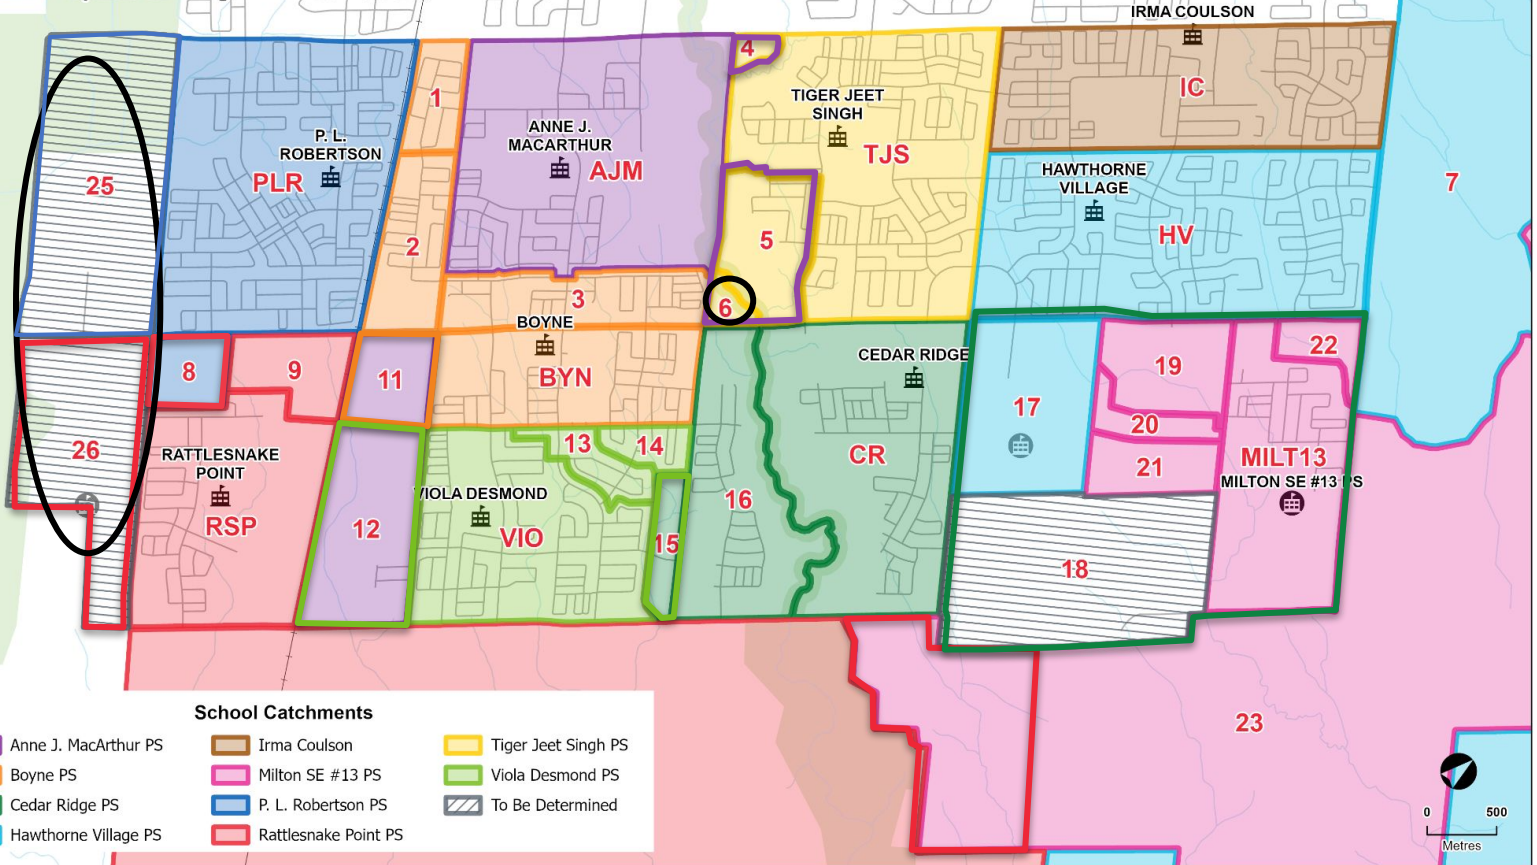 IRMA COULSON
4
IC
1
TIGER JEET
SINGH
P. L.
ROBERTSON
ANNE J.
MACARTHUR
TJS
25
PLR
AJM
HAWTHORNE
VILLAGE
7
2
5
HV
3
6
BOYNE
8
9
11
BYN
CEDAR RIDGE
19
22
17
20
26
RATTLESNAKE
POINT
13
14
CR
21
MILT13
MILTON SE #13 PS
VIOLA DESMOND
16
RSP
12
VIO
15
18
23
School Catchments
Anne J. MacArthur PS
Irma Coulson
Tiger Jeet Singh PS
Boyne PS
Milton SE #13 PS
Viola Desmond PS
Cedar Ridge PS
P. L. Robertson PS
To Be Determined
Hawthorne Village PS
Rattlesnake Point PS
0 500
Metres